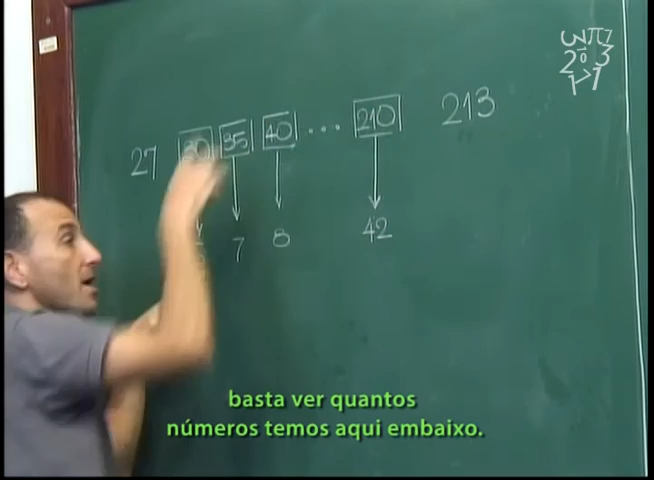 27 30 35 40 ... 210 213
7 8 42
basta ver quantos
números temos aqui embaixo.